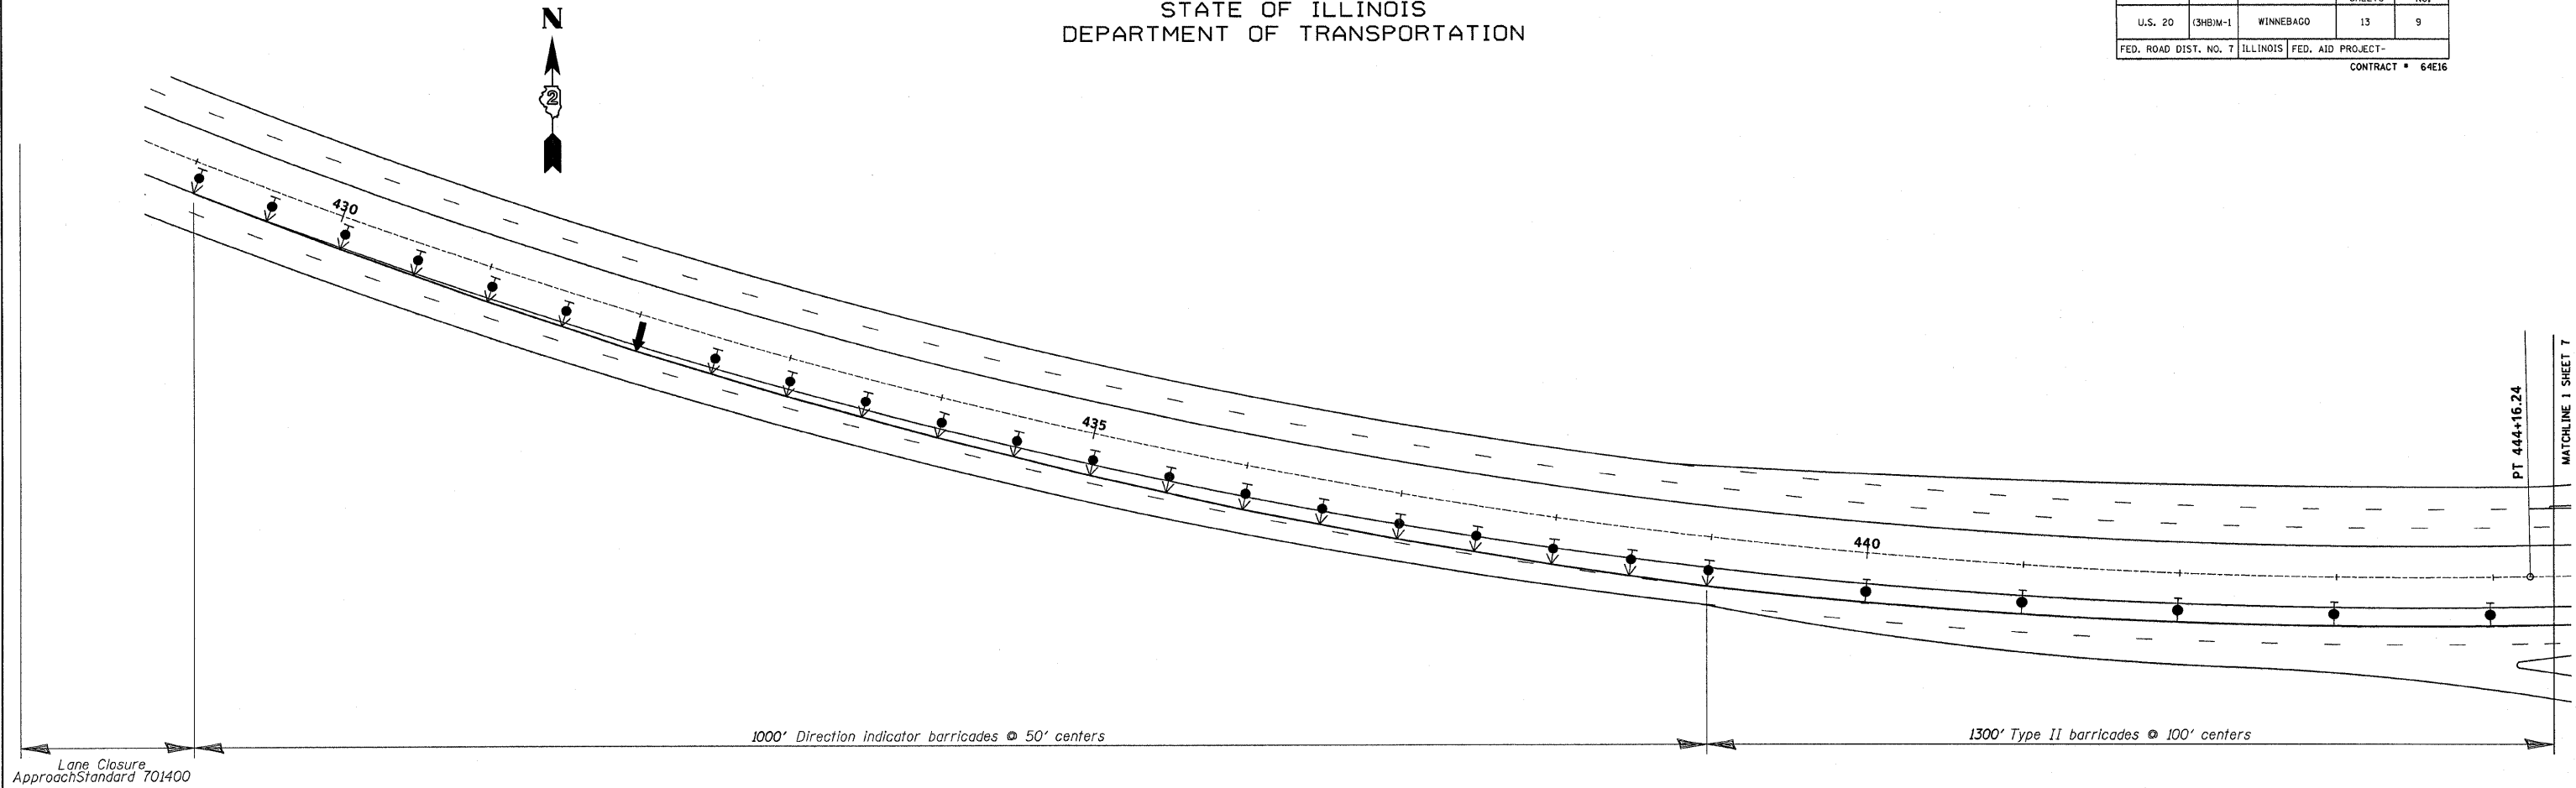 STATE OF ILLINOIS
DEPARTMENT OF TRANSPORTATION
U.S. 20 (3HB)M-1 WINNEBAGO 13 9
FED. ROAD DIST. NO. 7 ILLINOIS FED. AID PROJECT-
CONTRACT # 64E16
N
2
430
435
440
PT 444+16.24
MATCHLINE 1 SHEET 7
1000' Direction indicator barricades @ 50' centers
1300' Type II barricades @ 100' centers
Lane Closure
ApproachStandard 701400